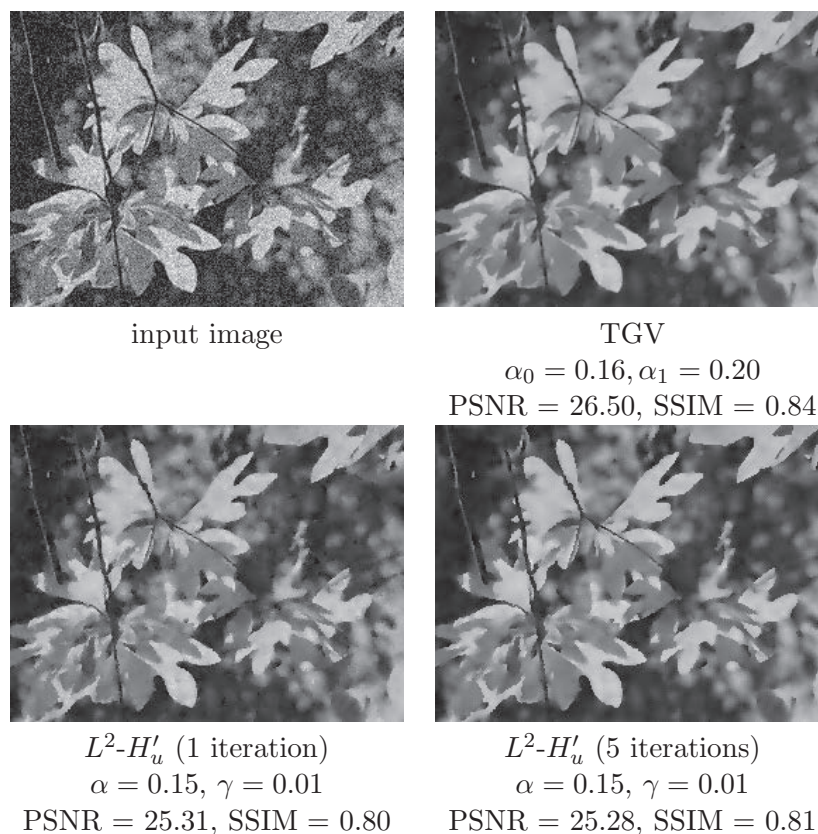 input image
TGV
α₀ = 0.16, α₁ = 0.20
PSNR = 26.50, SSIM = 0.84
L²-H′ᵤ (1 iteration)
α = 0.15, γ = 0.01
PSNR = 25.31, SSIM = 0.80
L²-H′ᵤ (5 iterations)
α = 0.15, γ = 0.01
PSNR = 25.28, SSIM = 0.81